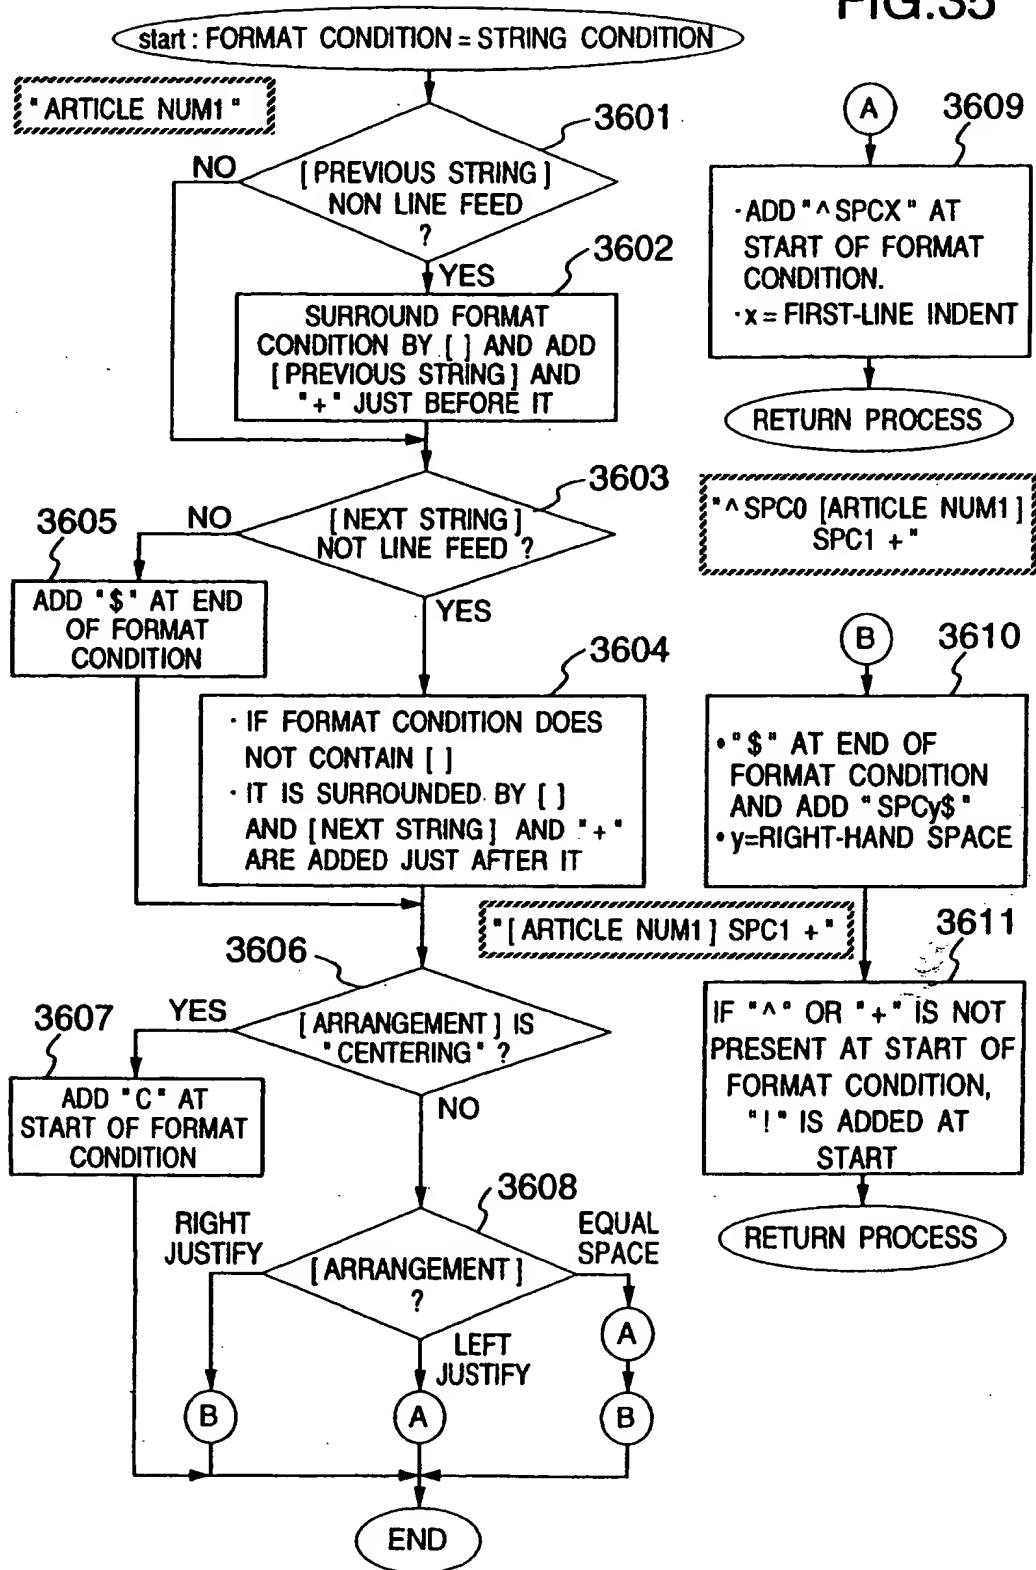 FIG.35
start : FORMAT CONDITION = STRING CONDITION
"ARTICLE NUM1"
3601
NO
[PREVIOUS STRING]
NON LINE FEED
?
YES
3602
SURROUND FORMAT
CONDITION BY [ ] AND ADD
[PREVIOUS STRING] AND
"+" JUST BEFORE IT
3603
NO
[NEXT STRING]
NOT LINE FEED ?
YES
3605
ADD "$" AT END
OF FORMAT
CONDITION
3604
· IF FORMAT CONDITION DOES
NOT CONTAIN [ ]
· IT IS SURROUNDED BY [ ]
AND [NEXT STRING] AND "+"
ARE ADDED JUST AFTER IT
"[ARTICLE NUM1] SPC1 +"
3606
YES
[ARRANGEMENT] IS
"CENTERING" ?
NO
3607
ADD "C" AT
START OF FORMAT
CONDITION
3608
RIGHT
JUSTIFY
[ARRANGEMENT]
?
EQUAL
SPACE
LEFT
JUSTIFY
A
B
A
B
END
A
3609
·ADD "^SPCX" AT
START OF FORMAT
CONDITION.
·x = FIRST-LINE INDENT
RETURN PROCESS
"^SPC0 [ARTICLE NUM1]
SPC1 +"
B
3610
•"$" AT END OF
FORMAT CONDITION
AND ADD "SPCy$"
•y=RIGHT-HAND SPACE
3611
IF "^" OR "+" IS NOT
PRESENT AT START OF
FORMAT CONDITION,
"!" IS ADDED AT
START
RETURN PROCESS